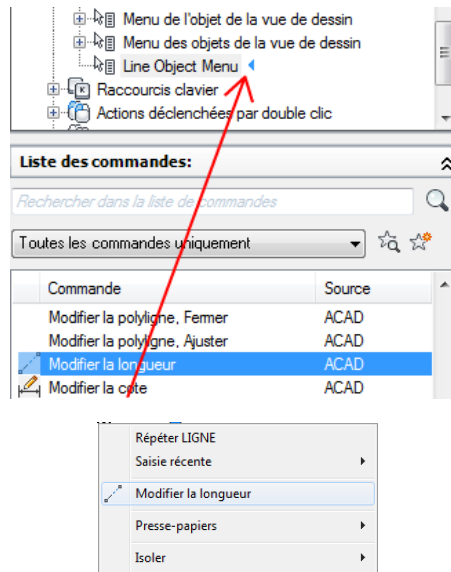 Menu de l'objet de la vue de dessin
Menu des objets de la vue de dessin
Line Object Menu
Raccourcis clavier
Actions déclenchées par double clic
Liste des commandes:
Rechercher dans la liste de commandes
Toutes les commandes uniquement
Commande Source
Modifier la polyligne, Fermer ACAD
Modifier la polyligne, Ajuster ACAD
Modifier la longueur ACAD
Modifier la cote ACAD
Répéter LIGNE
Saisie récente
Modifier la longueur
Presse-papiers
Isoler